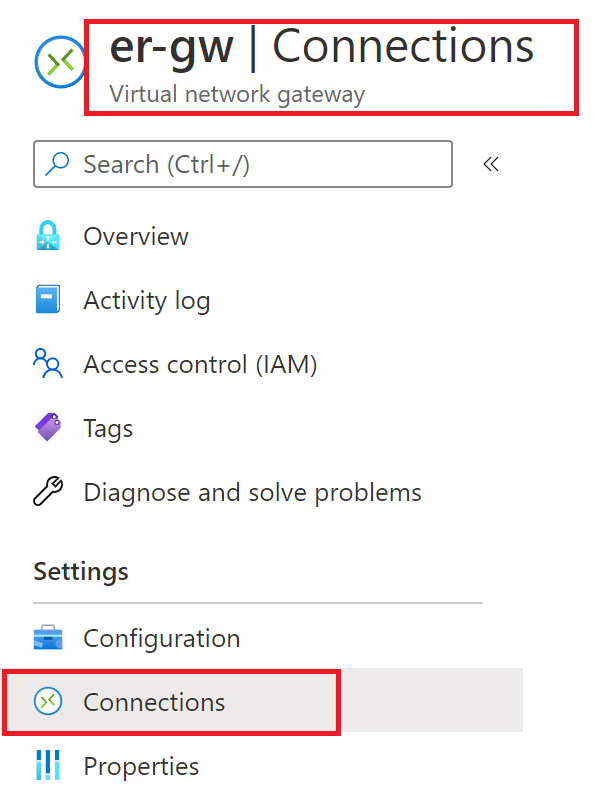 er-gw | Connections
Virtual network gateway
Search (Ctrl+/)
Overview
Activity log
Access control (IAM)
Tags
Diagnose and solve problems
Settings
Configuration
Connections
Properties